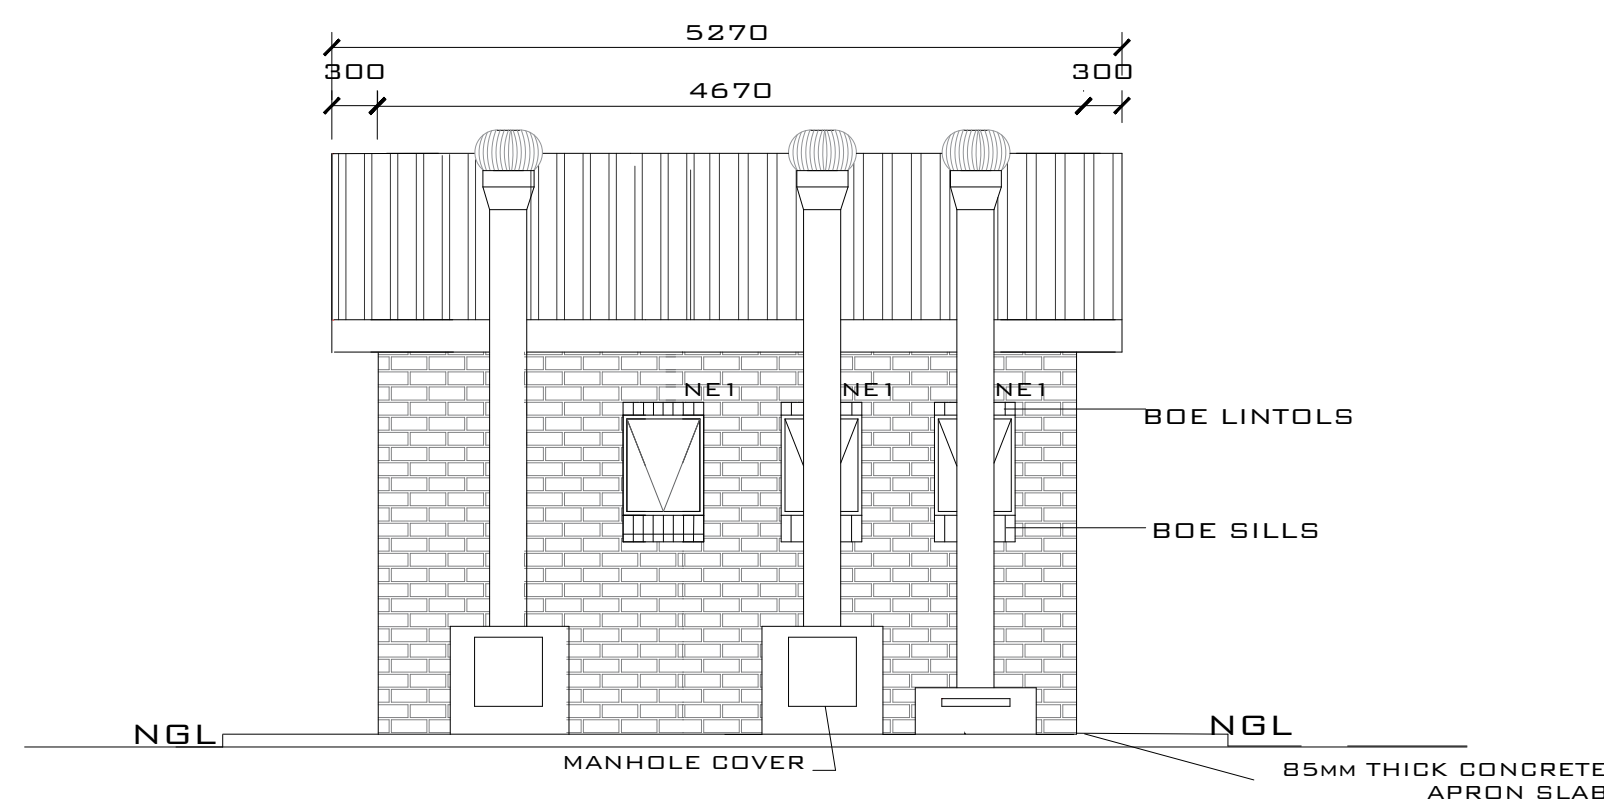 5270
300 300
4670
NE1 NE1 NE1
BOE LINTOLS
BOE SILLS
NGL NGL
MANHOLE COVER
85MM THICK CONCRETE
APRON SLAB